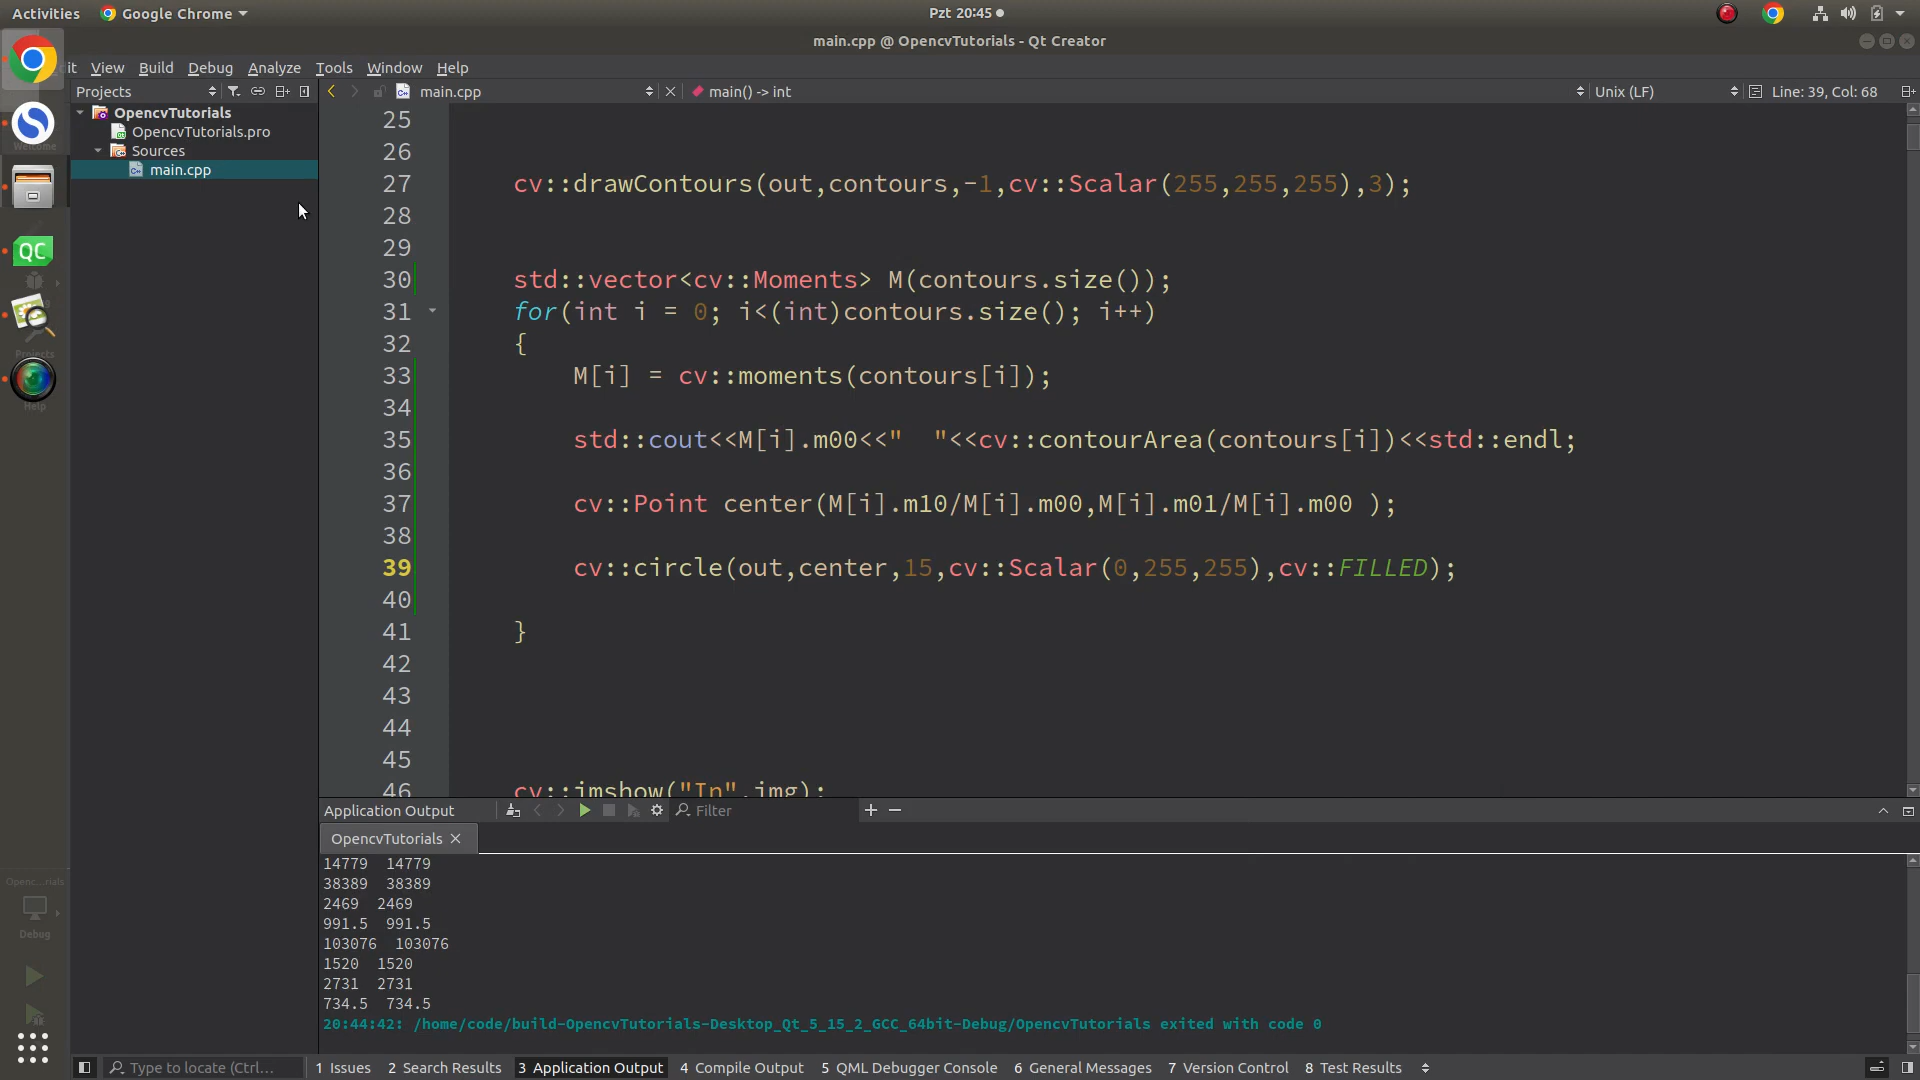 Activities Google Chrome Pzt 20:45
main.cpp @ OpencvTutorials - Qt Creator
View Build Debug Analyze Tools Window Help
Projects main.cpp main() -> int Unix (LF) Line: 39, Col: 68
OpencvTutorials
OpencvTutorials.pro
Sources
main.cpp
Welcome
QC
Projects
Help
25
26
27 cv::drawContours(out,contours,-1,cv::Scalar(255,255,255),3);
28
29
30 std::vector<cv::Moments> M(contours.size());
31 for(int i = 0; i<(int)contours.size(); i++)
32 {
33 M[i] = cv::moments(contours[i]);
34
35 std::cout<<M[i].m00<<"  "<<cv::contourArea(contours[i])<<std::endl;
36
37 cv::Point center(M[i].m10/M[i].m00,M[i].m01/M[i].m00 );
38
39 cv::circle(out,center,15,cv::Scalar(0,255,255),cv::FILLED);
40
41 }
42
43
44
45
46 cv::imshow("In",img);
Application Output Filter
OpencvTutorials
14779  14779
38389  38389
2469  2469
991.5  991.5
103076  103076
1520  1520
2731  2731
734.5  734.5
20:44:42: /home/code/build-OpencvTutorials-Desktop_Qt_5_15_2_GCC_64bit-Debug/OpencvTutorials exited with code 0
Openc...rials
Debug
Type to locate (Ctrl... 1 Issues 2 Search Results 3 Application Output 4 Compile Output 5 QML Debugger Console 6 General Messages 7 Version Control 8 Test Results